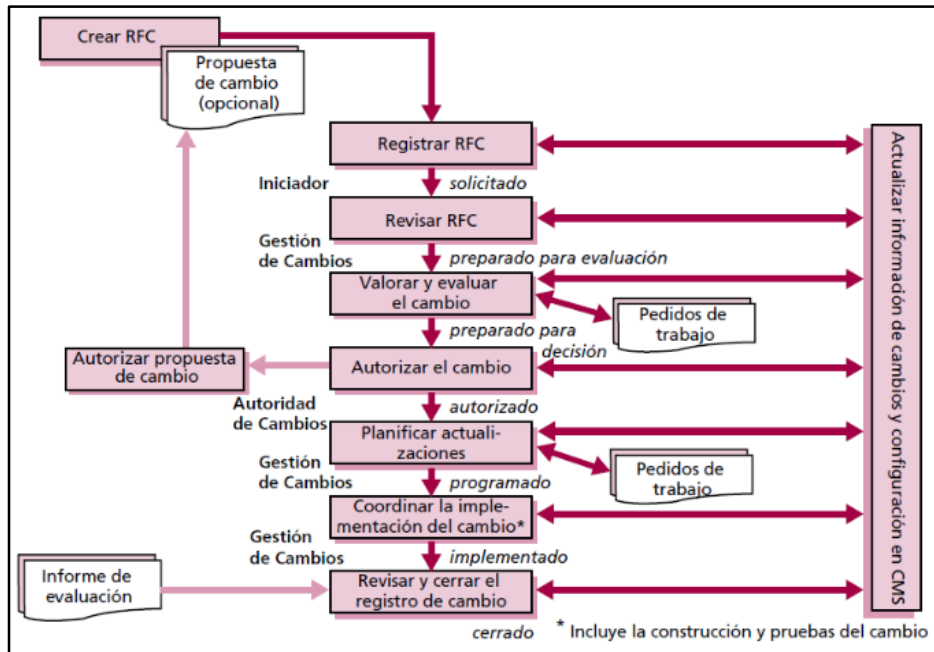 Crear RFC
Propuesta
de cambio
(opcional)
Registrar RFC
Iniciador
solicitado
Revisar RFC
Gestión
de Cambios
preparado para evaluación
Valorar y evaluar
el cambio
Pedidos de
trabajo
preparado para
decisión
Autorizar propuesta
de cambio
Autorizar el cambio
Autoridad
de Cambios
autorizado
Planificar actuali-
zaciones
Pedidos de
trabajo
Gestión
de Cambios
programado
Coordinar la imple-
mentación del cambio*
Gestión
de Cambios
implementado
Informe de
evaluación
Revisar y cerrar el
registro de cambio
cerrado
* Incluye la construcción y pruebas del cambio
Actualizar información de cambios y configuración en CMS